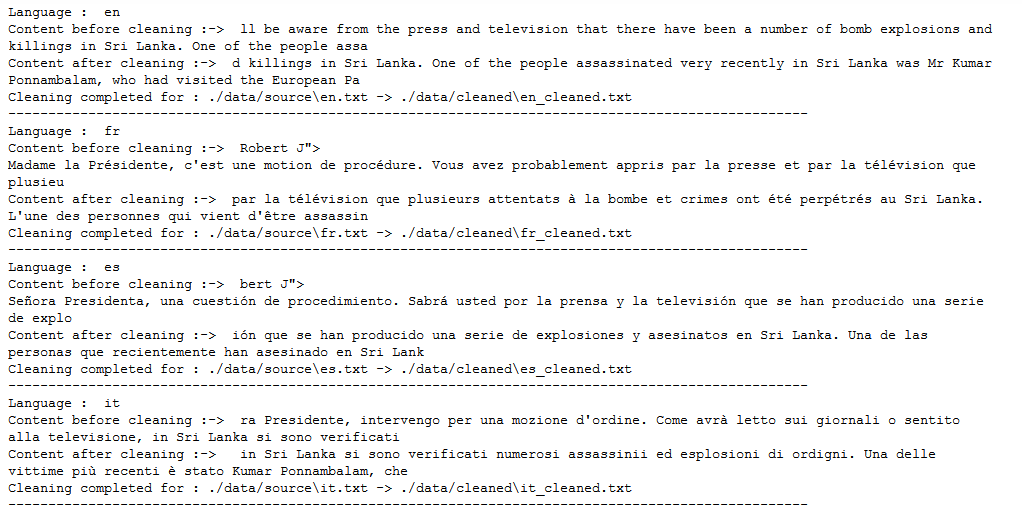 Language :  en
Content before cleaning :->  ll be aware from the press and television that there have been a number of bomb explosions and
killings in Sri Lanka. One of the people assa
Content after cleaning :->  d killings in Sri Lanka. One of the people assassinated very recently in Sri Lanka was Mr Kumar
Ponnambalam, who had visited the European Pa
Cleaning completed for : ./data/source\en.txt -> ./data/cleaned\en_cleaned.txt
----------------------------------------------------------------------------------------------------
Language :  fr
Content before cleaning :->  Robert J">
Madame la Présidente, c'est une motion de procédure. Vous avez probablement appris par la presse et par la télévision que
plusieu
Content after cleaning :->  par la télévision que plusieurs attentats à la bombe et crimes ont été perpétrés au Sri Lanka.
L'une des personnes qui vient d'être assassin
Cleaning completed for : ./data/source\fr.txt -> ./data/cleaned\fr_cleaned.txt
----------------------------------------------------------------------------------------------------
Language :  es
Content before cleaning :->  bert J">
Señora Presidenta, una cuestión de procedimiento. Sabrá usted por la prensa y la televisión que se han producido una serie
de explo
Content after cleaning :->  ión que se han producido una serie de explosiones y asesinatos en Sri Lanka. Una de las
personas que recientemente han asesinado en Sri Lank
Cleaning completed for : ./data/source\es.txt -> ./data/cleaned\es_cleaned.txt
----------------------------------------------------------------------------------------------------
Language :  it
Content before cleaning :->  ra Presidente, intervengo per una mozione d'ordine. Come avrà letto sui giornali o sentito
alla televisione, in Sri Lanka si sono verificati
Content after cleaning :->   in Sri Lanka si sono verificati numerosi assassinii ed esplosioni di ordigni. Una delle
vittime più recenti è stato Kumar Ponnambalam, che
Cleaning completed for : ./data/source\it.txt -> ./data/cleaned\it_cleaned.txt
----------------------------------------------------------------------------------------------------